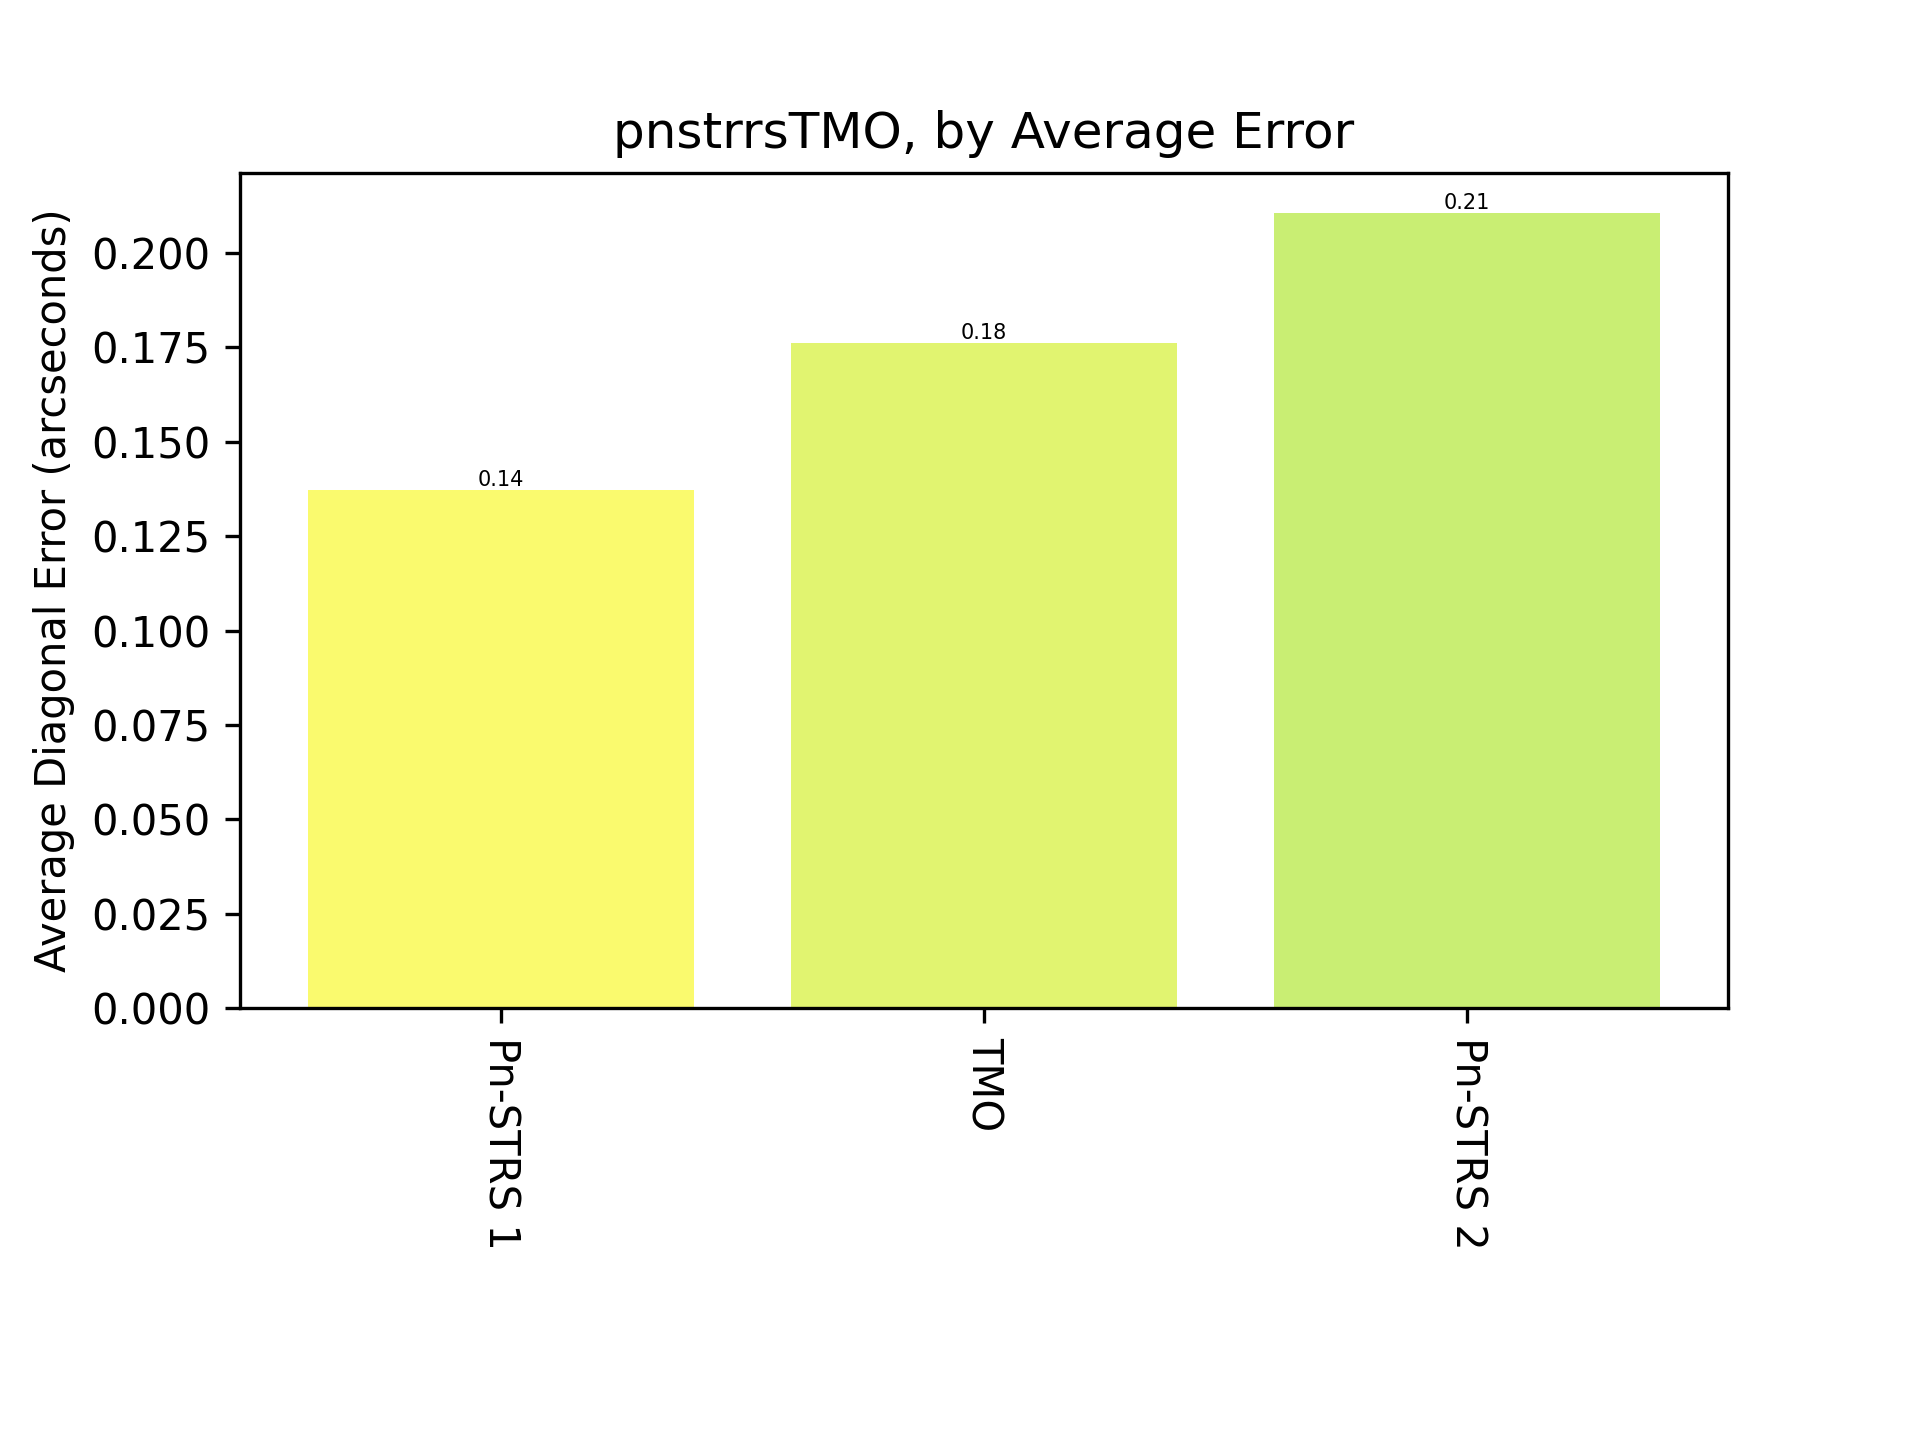 pnstrrsTMO, by Average Error
Average Diagonal Error (arcseconds)
0.200
0.175
0.150
0.125
0.100
0.075
0.050
0.025
0.000
0.14
0.18
0.21
Pn-STRS 1
TMO
Pn-STRS 2